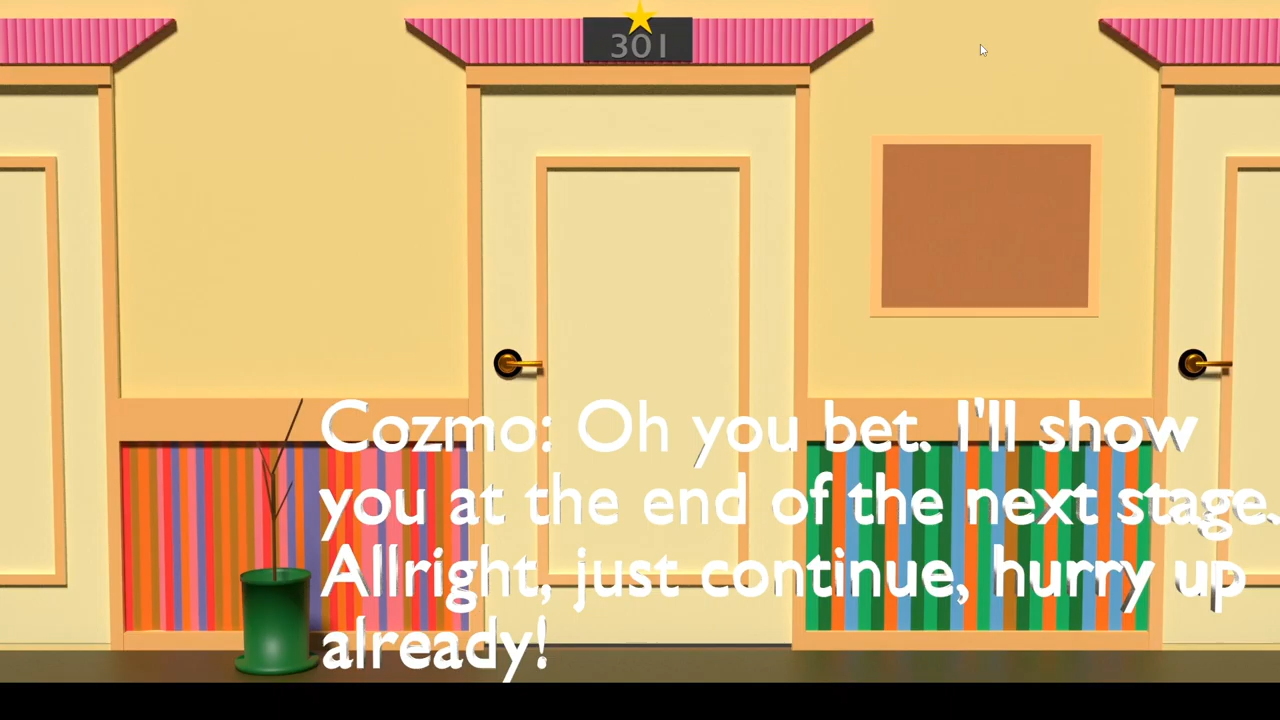 301
Cozmo: Oh you bet. I'll show
you at the end of the next stage.
Allright, just continue, hurry up
already!